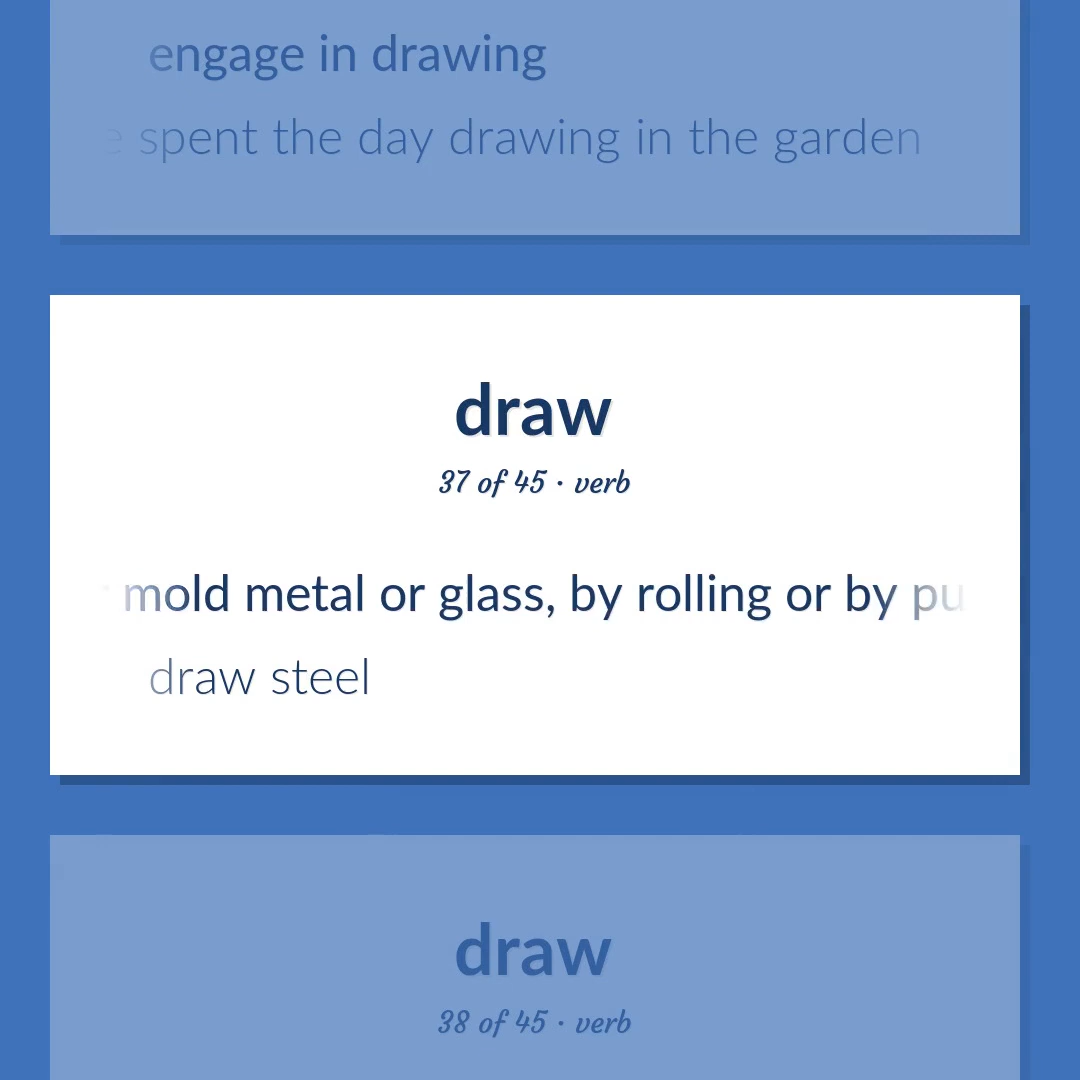 engage in drawing
spent the day drawing in the garden
draw
37 of 45 · verb
mold metal or glass, by rolling or by
draw steel
draw
38 of 45 · verb